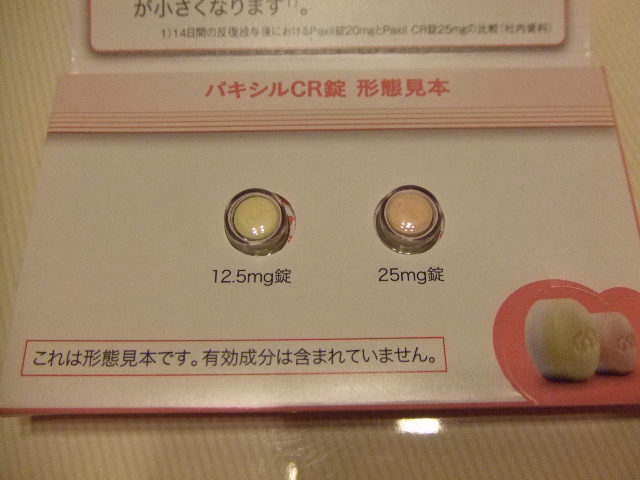 が小さくなります1)。
1)14日間の反復投与後におけるPaxil錠20mgとPaxil CR錠25mgの比較〔社内資料〕
パキシルCR錠 形態見本
12.5mg錠
25mg錠
これは形態見本です。有効成分は含まれていません。